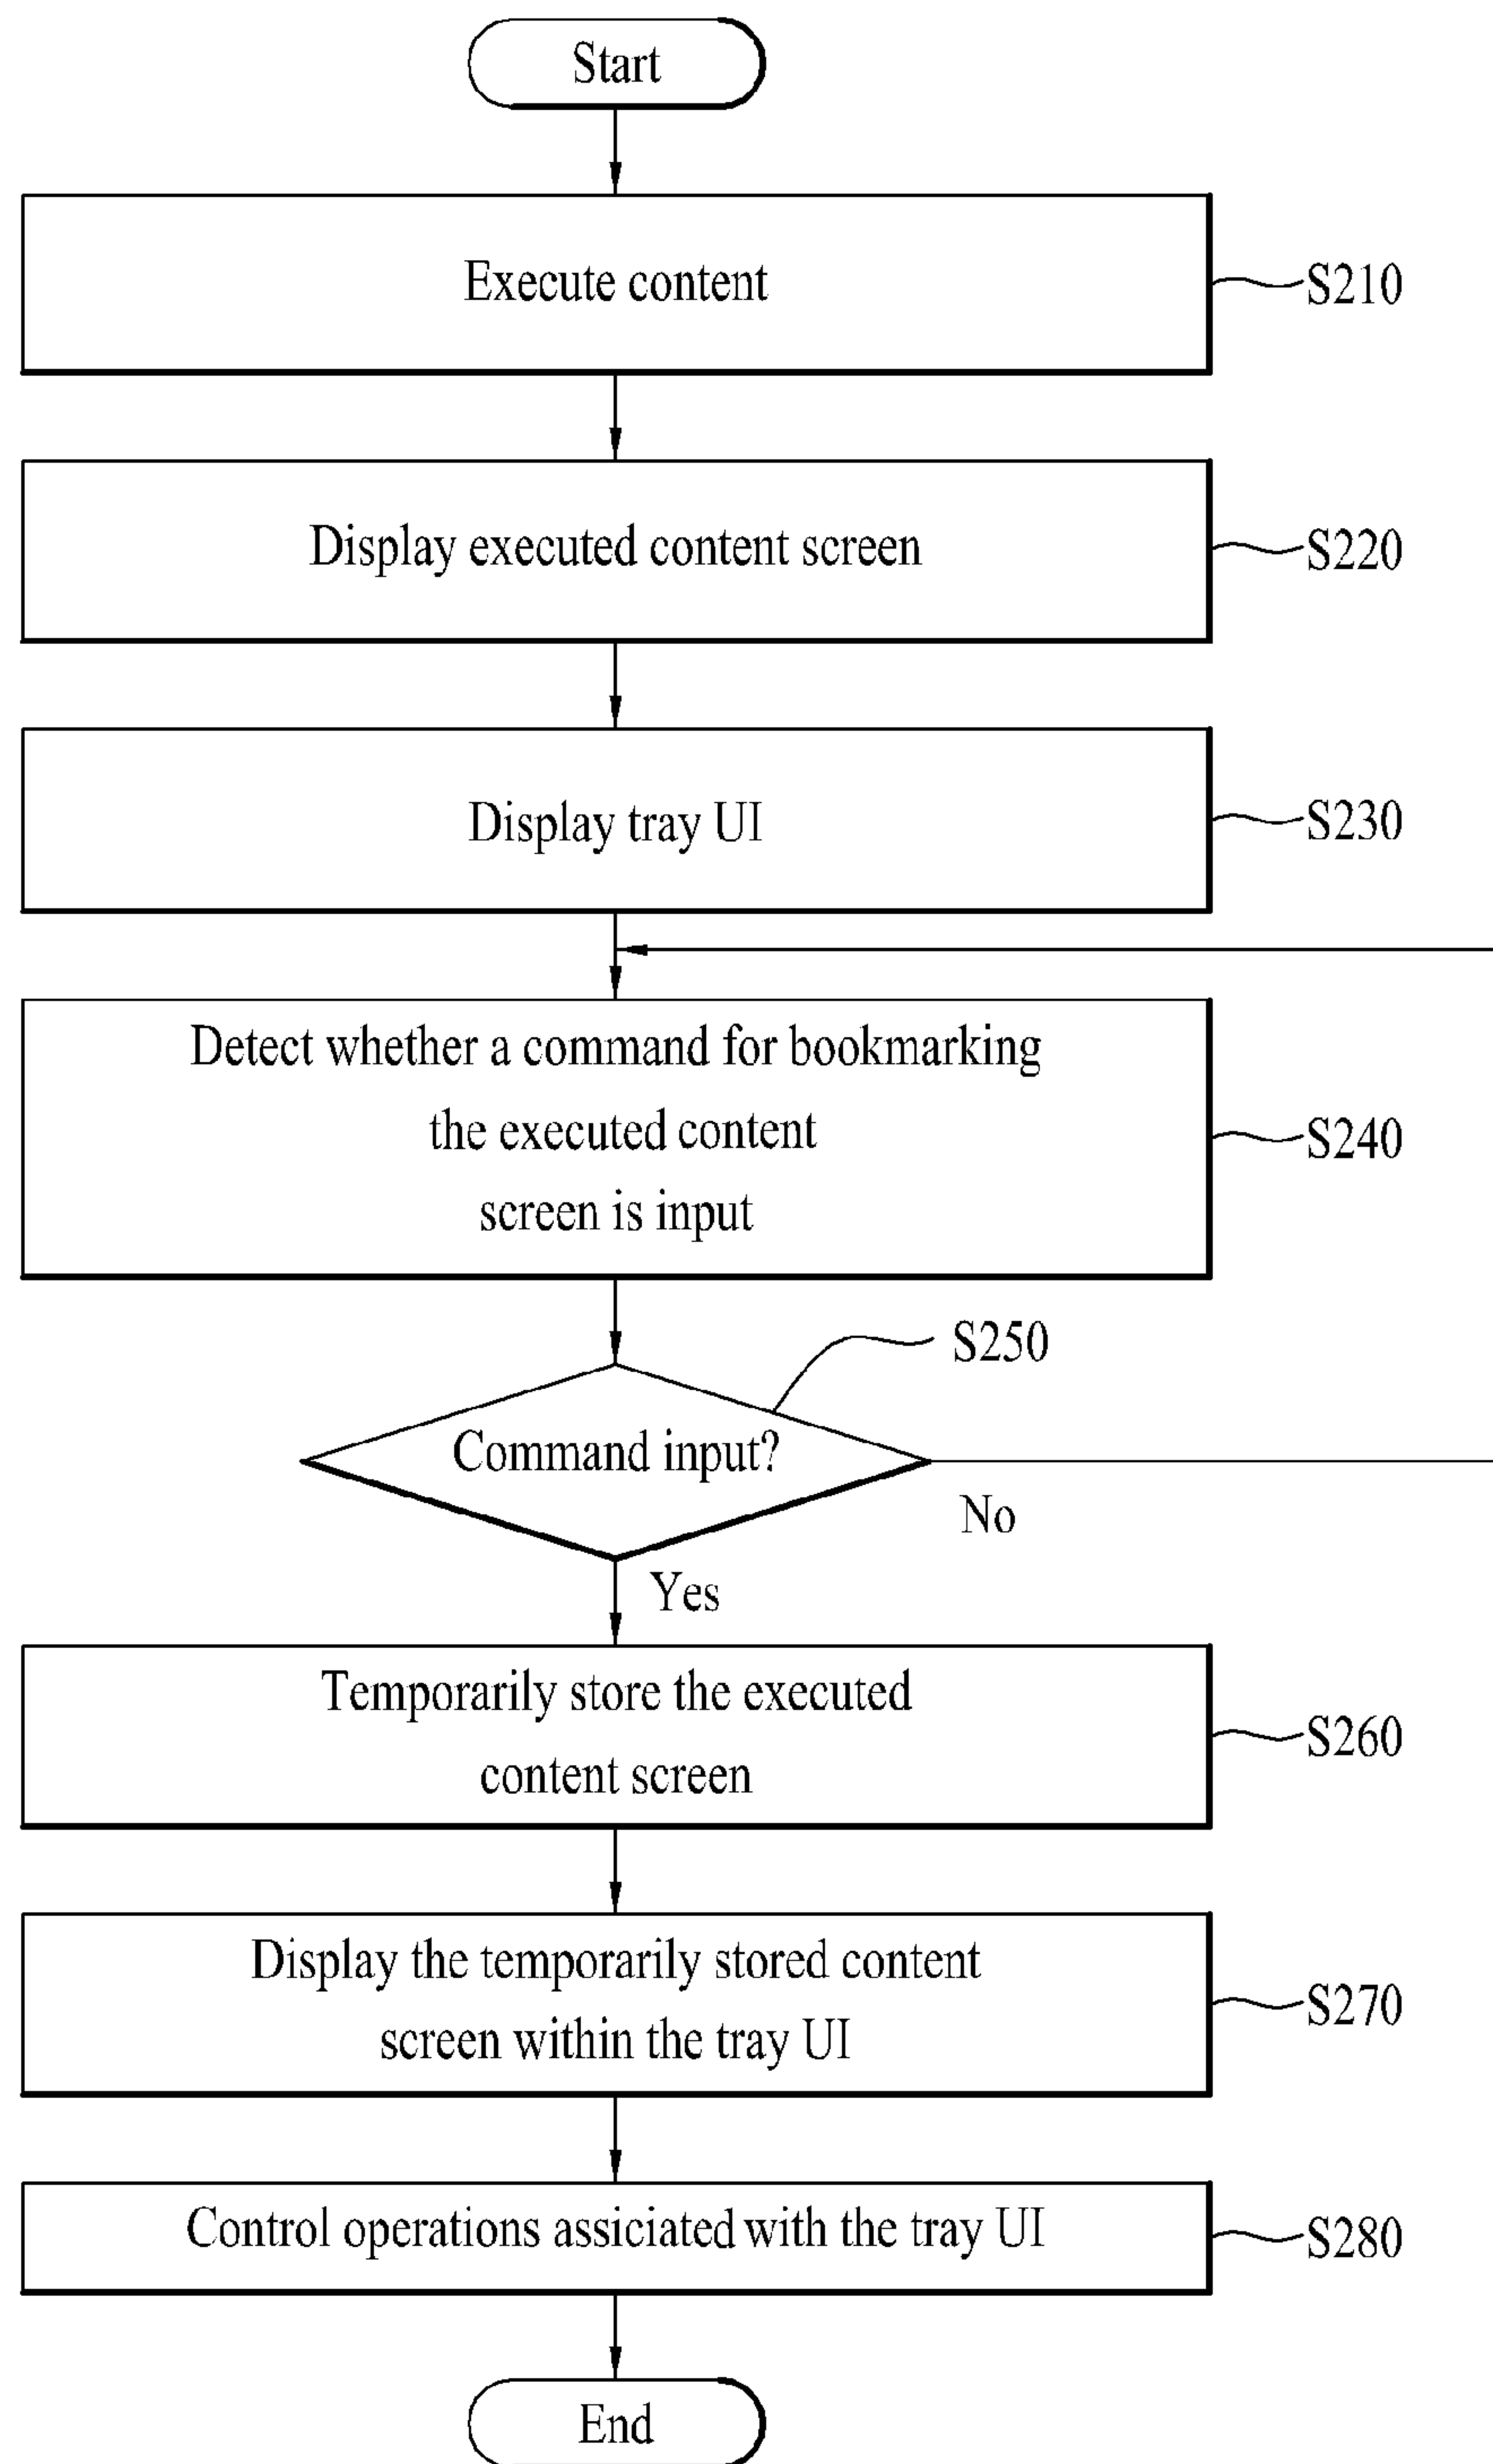 Start
Execute content
S210
Display executed content screen
S220
Display tray UI
S230
Detect whether a command for bookmarking
the executed content
screen is input
S240
S250
Command input?
No
Yes
Temporarily store the executed
content screen
S260
Display the temporarily stored content
screen within the tray UI
S270
Control operations assiciated with the tray UI
S280
End